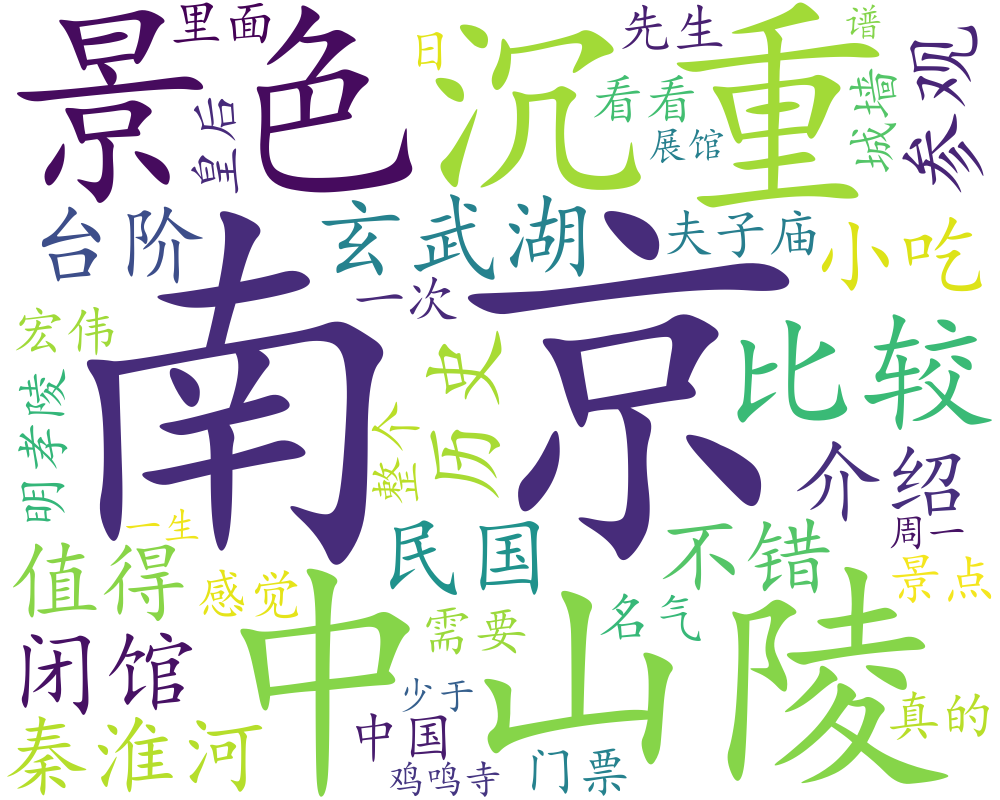 景色
沉重
里面
日
先生
谱
看看
展馆
城墙
参观
皇后
台阶
玄武湖
夫子庙
小吃
一次
南京
宏伟
历史
比较
明孝陵
整个
介绍
周一
一生
民国
不错
值得
感觉
中山陵
需要
名气
景点
闭馆
少于
真的
秦淮河
中国
鸡鸣寺
门票